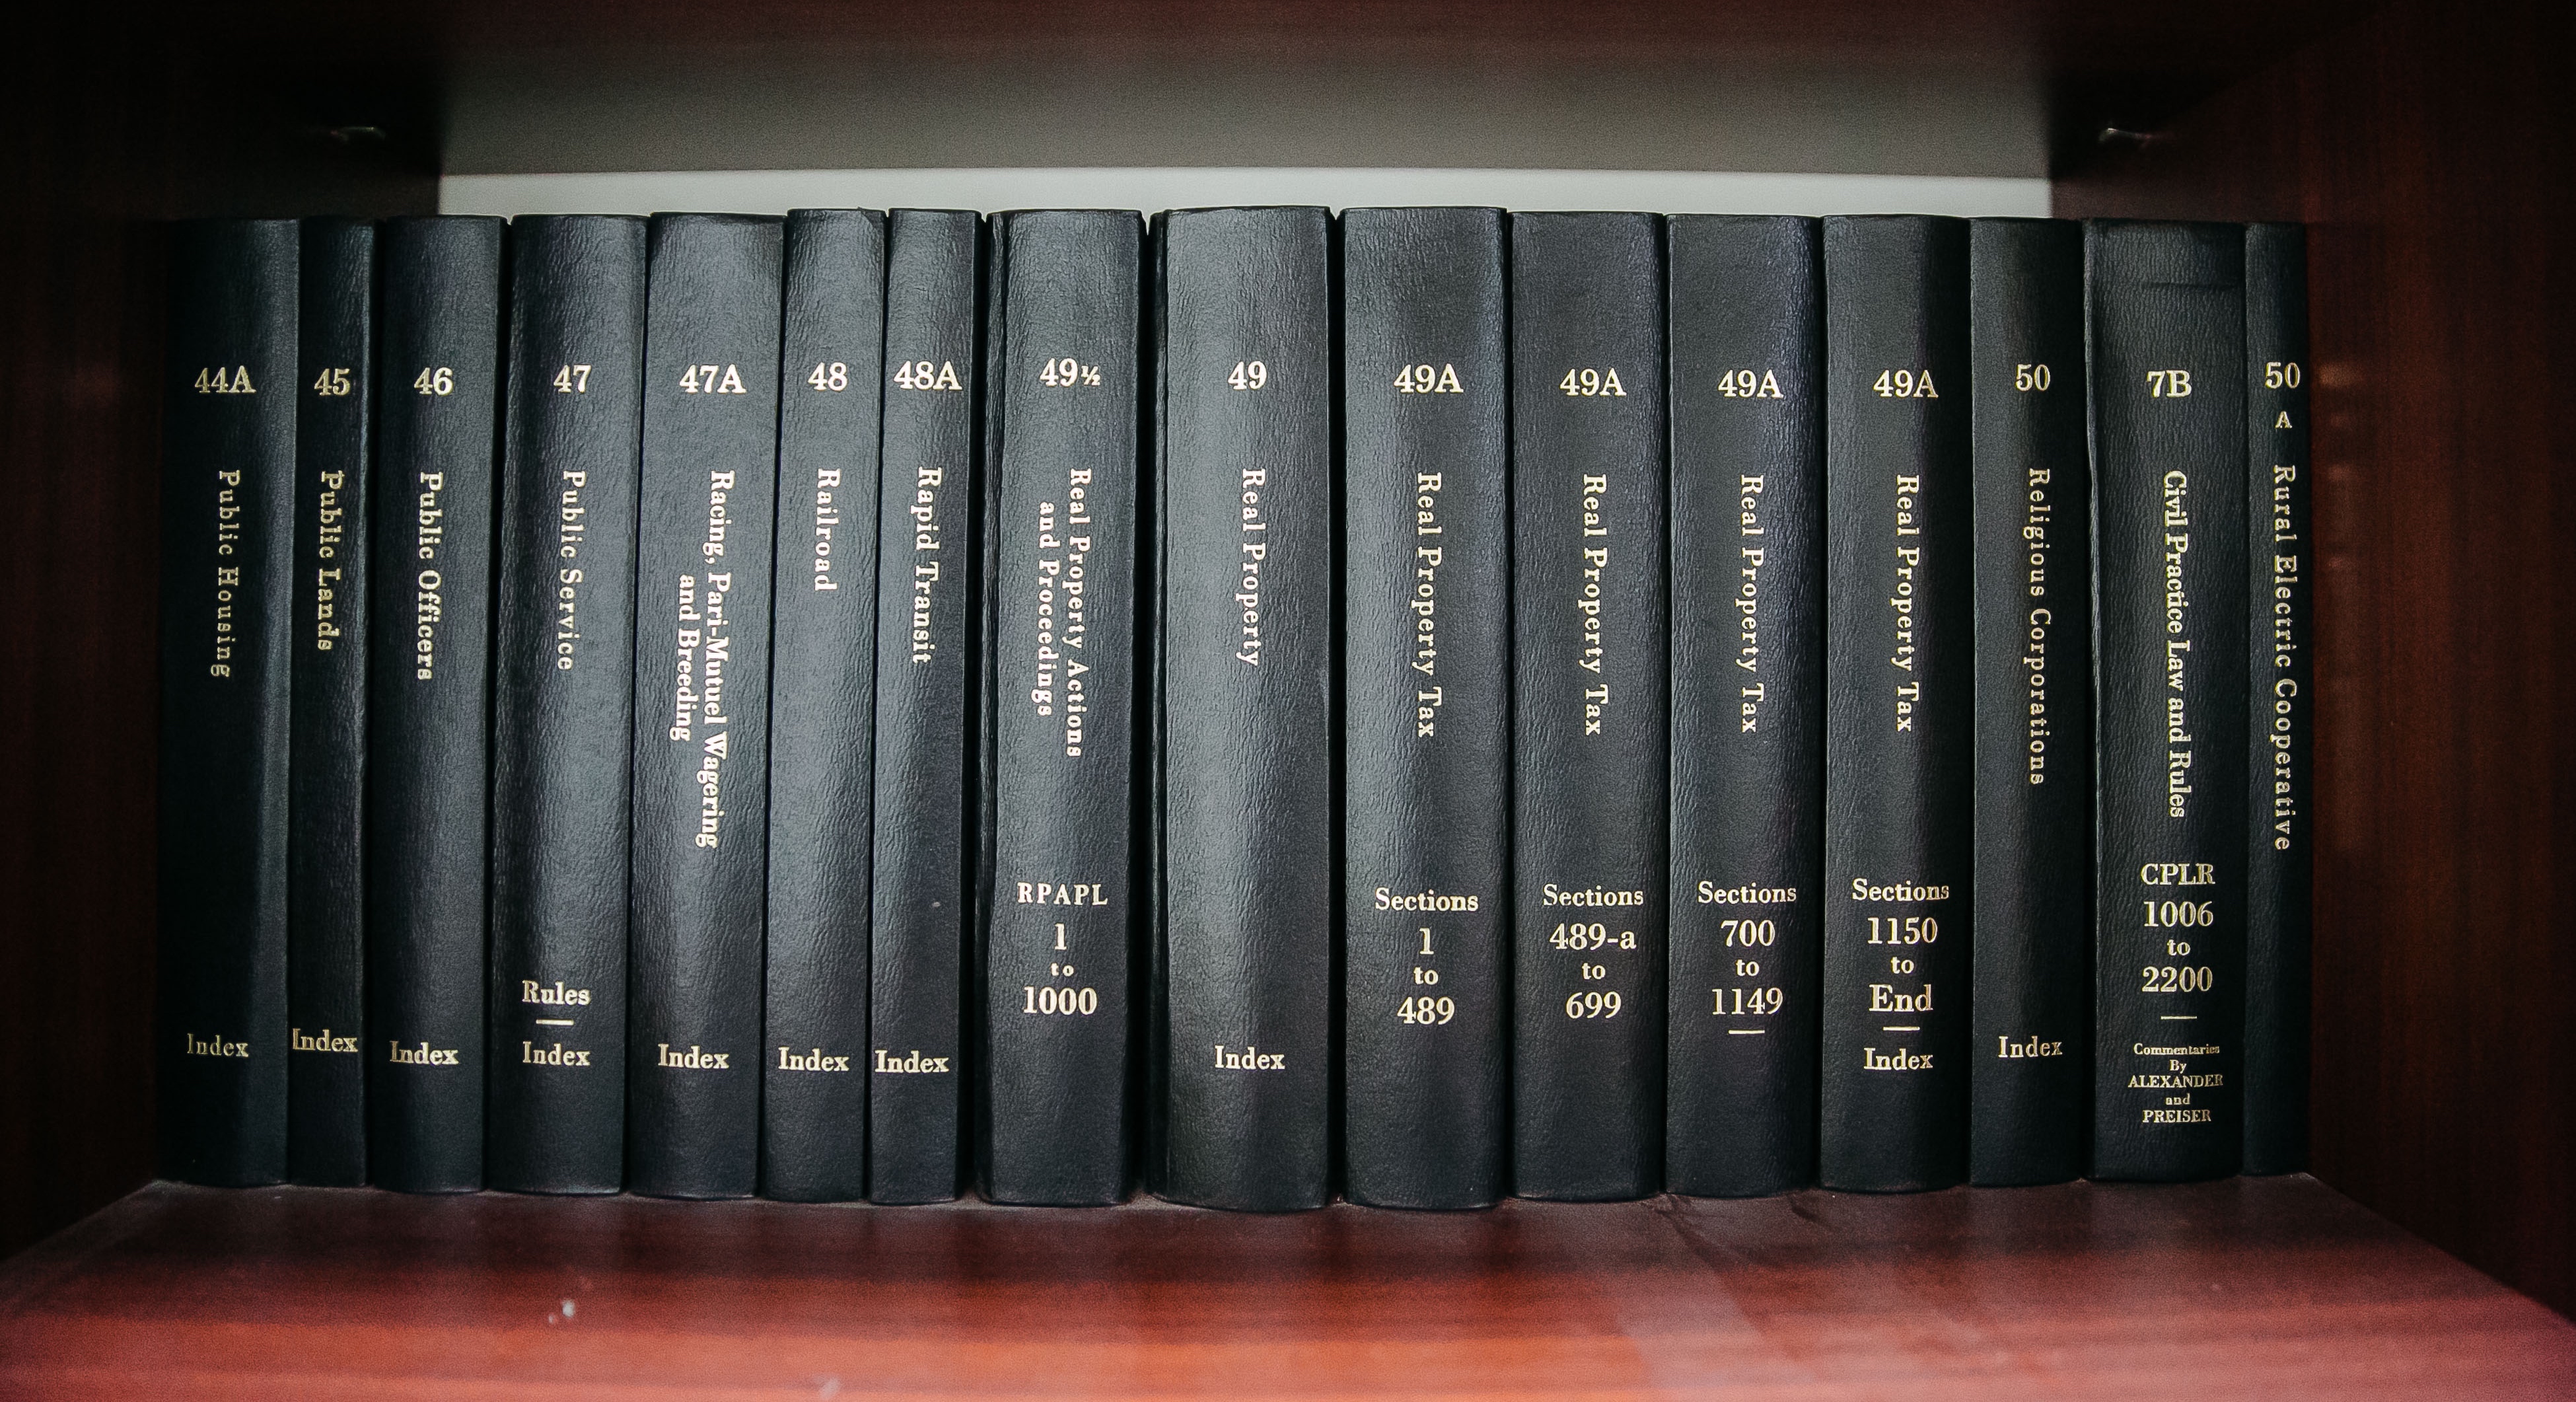 44A
Public Housing
Index
45
Public Lands
Index
46
Public Officers
Index
47
Public Service
Rules
Index
47A
Racing, Pari-Mutuel Wagering
and Breeding
Index
48
Railroad
Index
48A
Rapid Transit
Index
49½
Real Property Actions
and Proceedings
RPAPL
1
to
1000
49
Real Property
Index
49A
Real Property Tax
Sections
1
to
489
49A
Real Property Tax
Sections
489-a
to
699
49A
Real Property Tax
Sections
700
to
1149
49A
Real Property Tax
Sections
1150
to
End
Index
50
Religious Corporations
Index
7B
Civil Practice Law and Rules
CPLR
1006
to
2200
Commentaries
By
ALEXANDER
and
PREISER
50
A
Rural Electric Cooperative